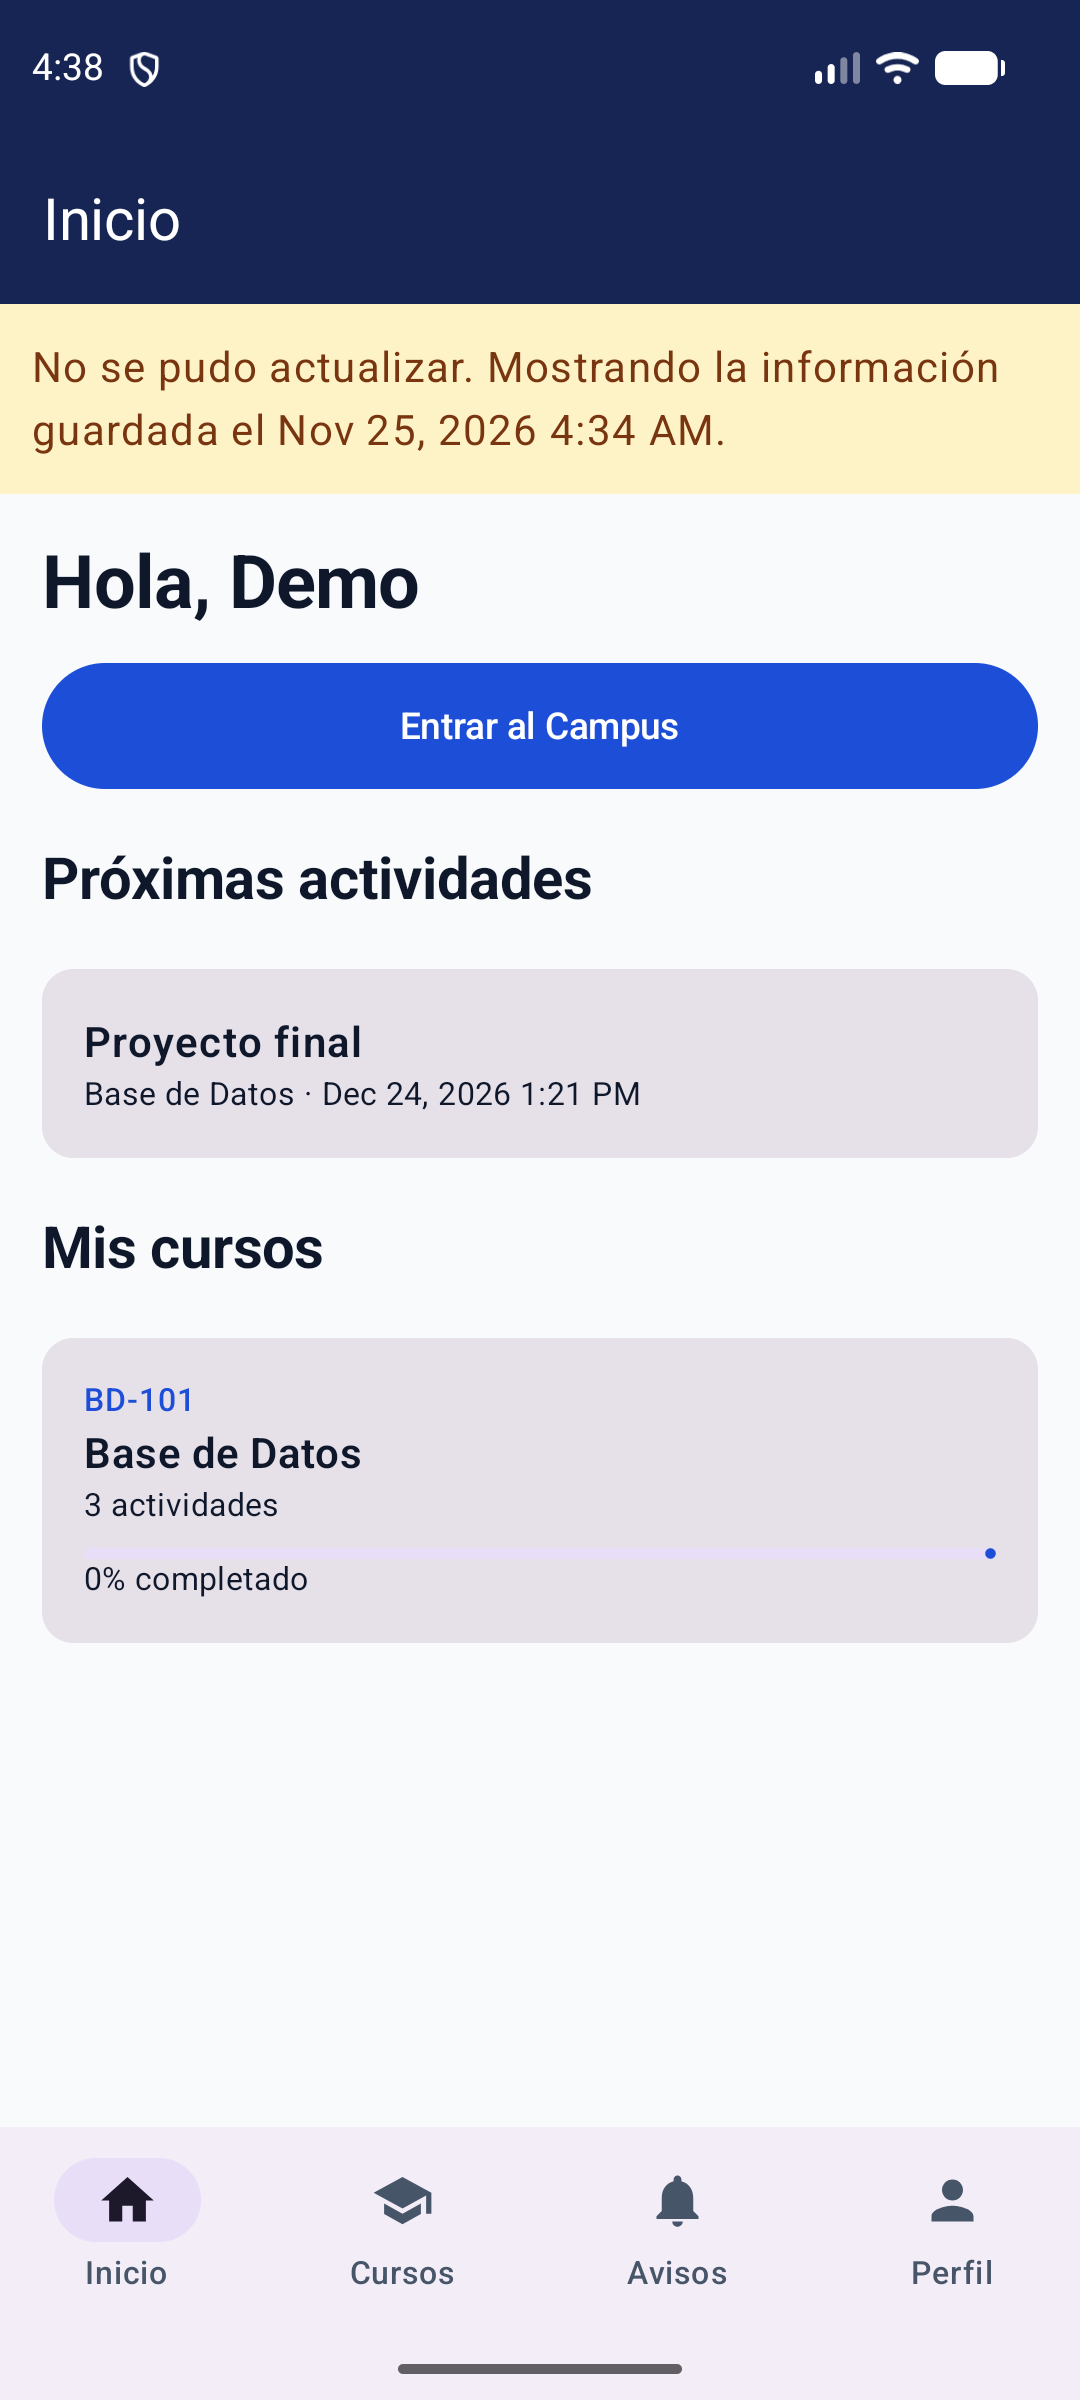 4:38
Inicio
No se pudo actualizar. Mostrando la información
guardada el Nov 25, 2026 4:34 AM.
Hola, Demo
Entrar al Campus
Próximas actividades
Proyecto final
Base de Datos · Dec 24, 2026 1:21 PM
Mis cursos
BD-101
Base de Datos
3 actividades
0% completado
Inicio
Cursos
Avisos
Perfil